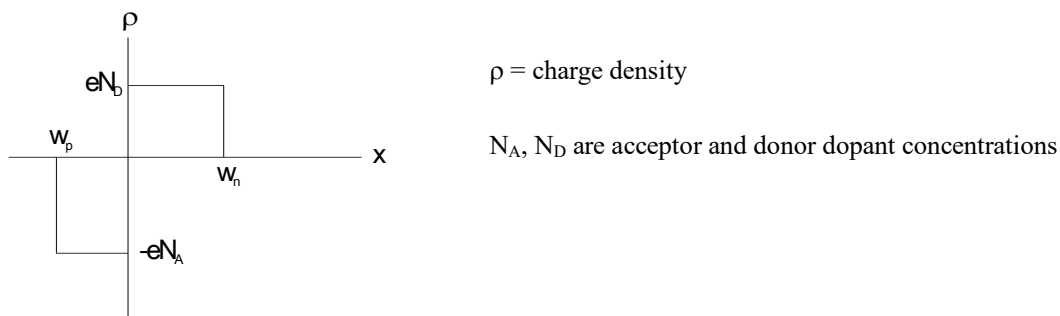 ρ
eN_D
w_p
x
w_n
-eN_A
ρ = charge density
N_A, N_D are acceptor and donor dopant concentrations